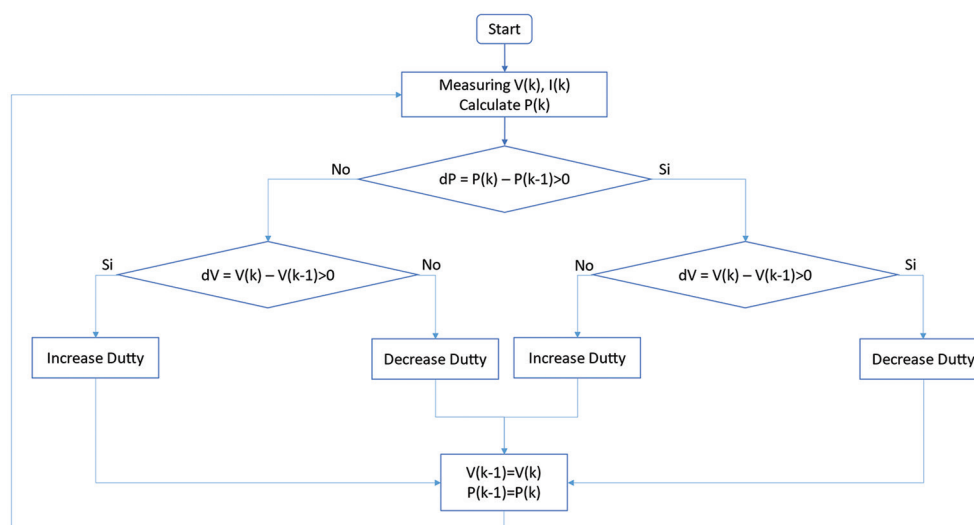 Start
Measuring V(k), I(k)
Calculate P(k)
No
dP = P(k) – P(k-1)>0
Si
Si
dV = V(k) – V(k-1)>0
No
No
dV = V(k) – V(k-1)>0
Si
Increase Dutty
Decrease Dutty
Increase Dutty
Decrease Dutty
V(k-1)=V(k)
P(k-1)=P(k)